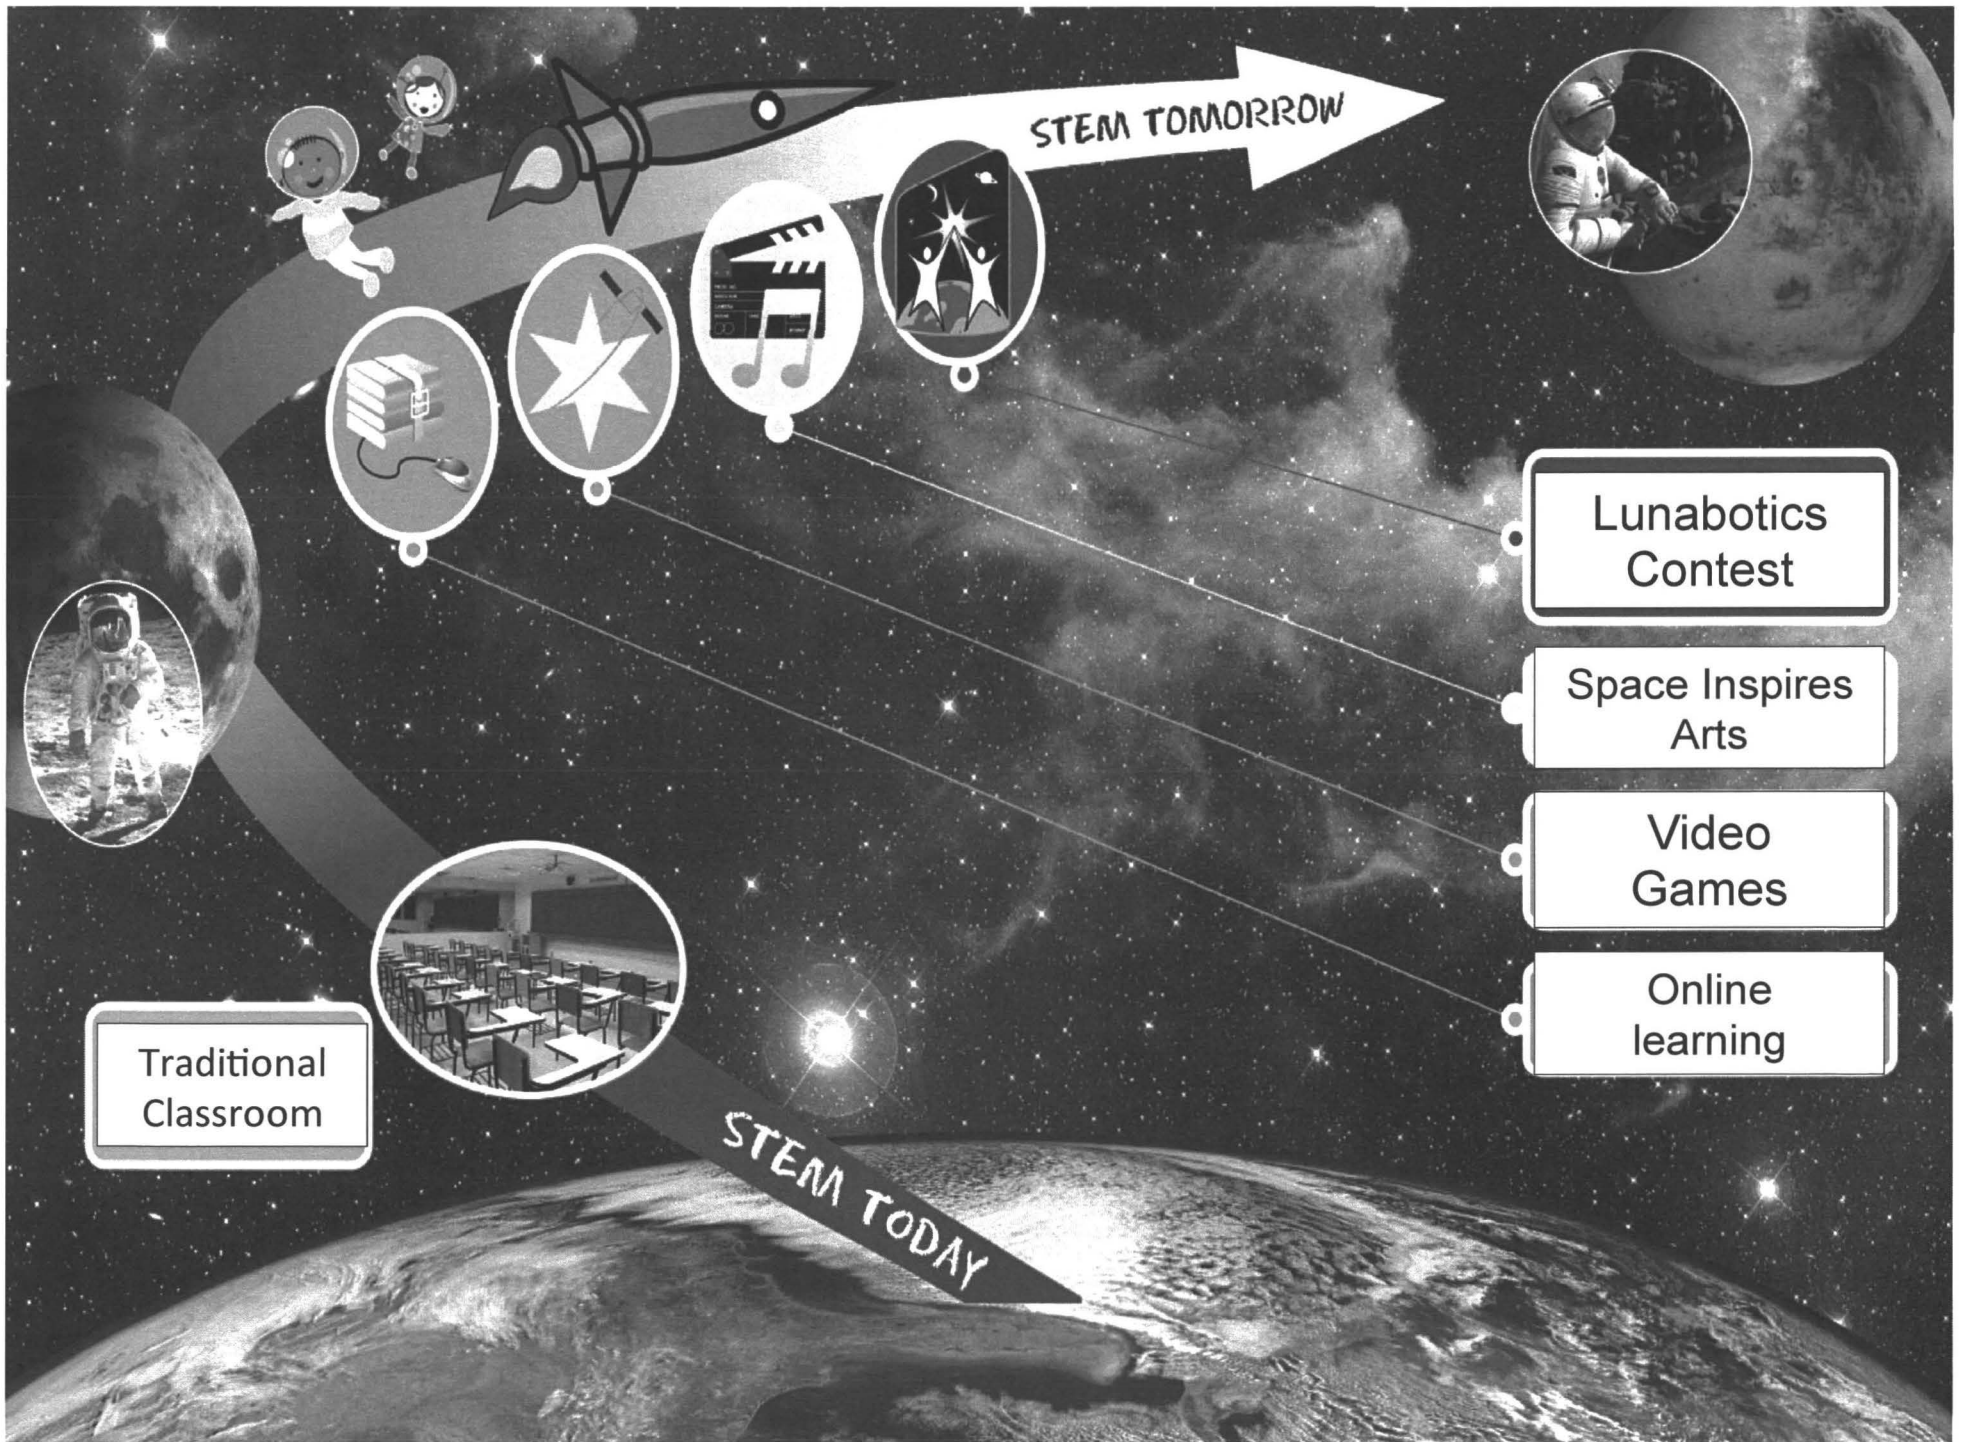 STEM TOMORROW
Lunabotics
Contest
Space Inspires
Arts
Video
Games
Online
learning
Traditional
Classroom
STEM TODAY